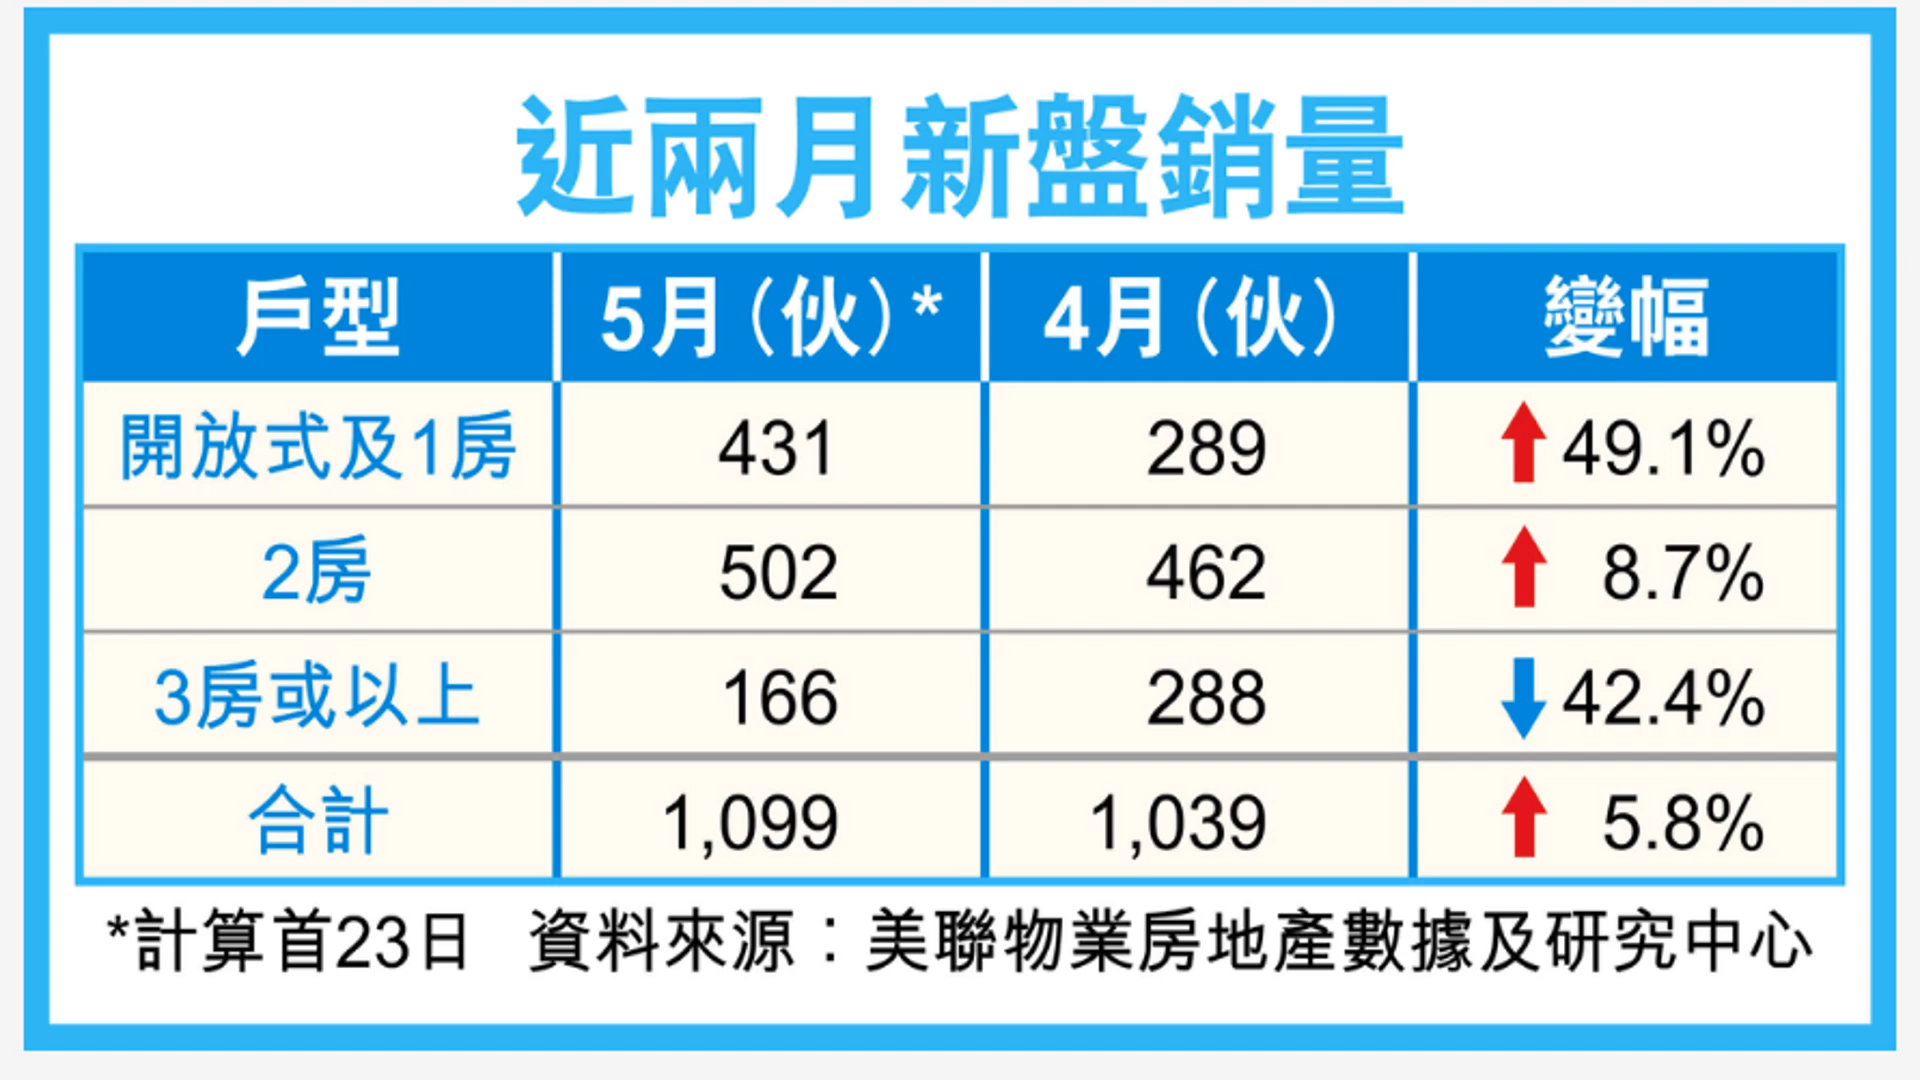 近兩月新盤銷量
戶型 5月(伙)* 4月(伙) 變幅
開放式及1房 431 289 49.1%
2房 502 462 8.7%
3房或以上 166 288 42.4%
合計 1,099 1,039 5.8%
*計算首23日 資料來源：美聯物業房地產數據及研究中心